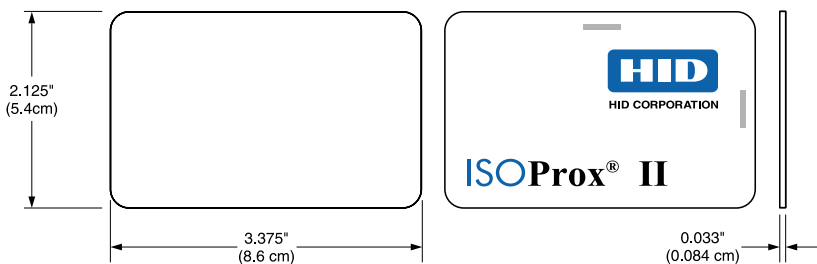 2.125"
(5.4cm)
HID
HID CORPORATION
ISOProx® II
3.375"
(8.6 cm)
0.033"
(0.084 cm)